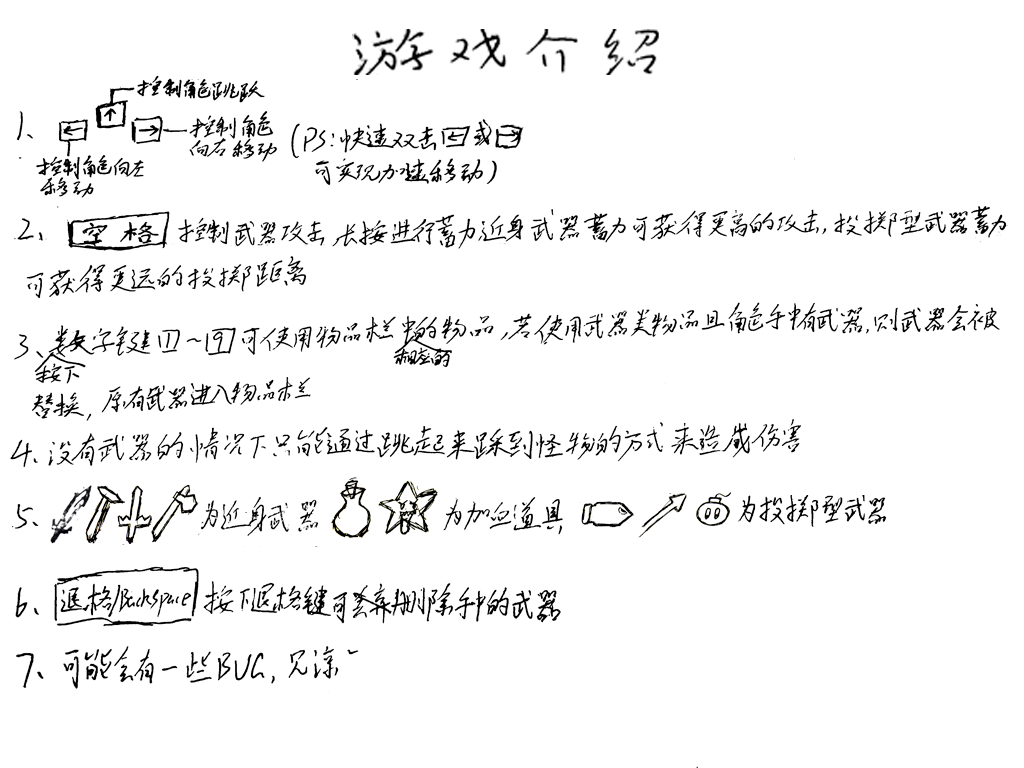 游戏介绍
控制角色跳跃
1、 ← ↑ → 控制角色
向右移动
(PS:快速双击←或→
可实现加速移动)
控制角色向左
移动
2、空格 控制武器攻击,长按进行蓄力近身武器蓄力可获得更高的攻击,投掷型武器蓄力
可获得更远的投掷距离
3、数字键1~9可使用物品栏中的物品,若使用武器类物品且角色手中有武器,则武器会被
按下
相应的
替换,原有武器进入物品栏
4、没有武器的情况下只能通过跳起来踩到怪物的方式来造成伤害
5、为近身武器 为加血道具 为投掷型武器
6、退格/Backspace 按下退格键可丢弃删除手中的武器
7、可能会有一些BUG,见谅~